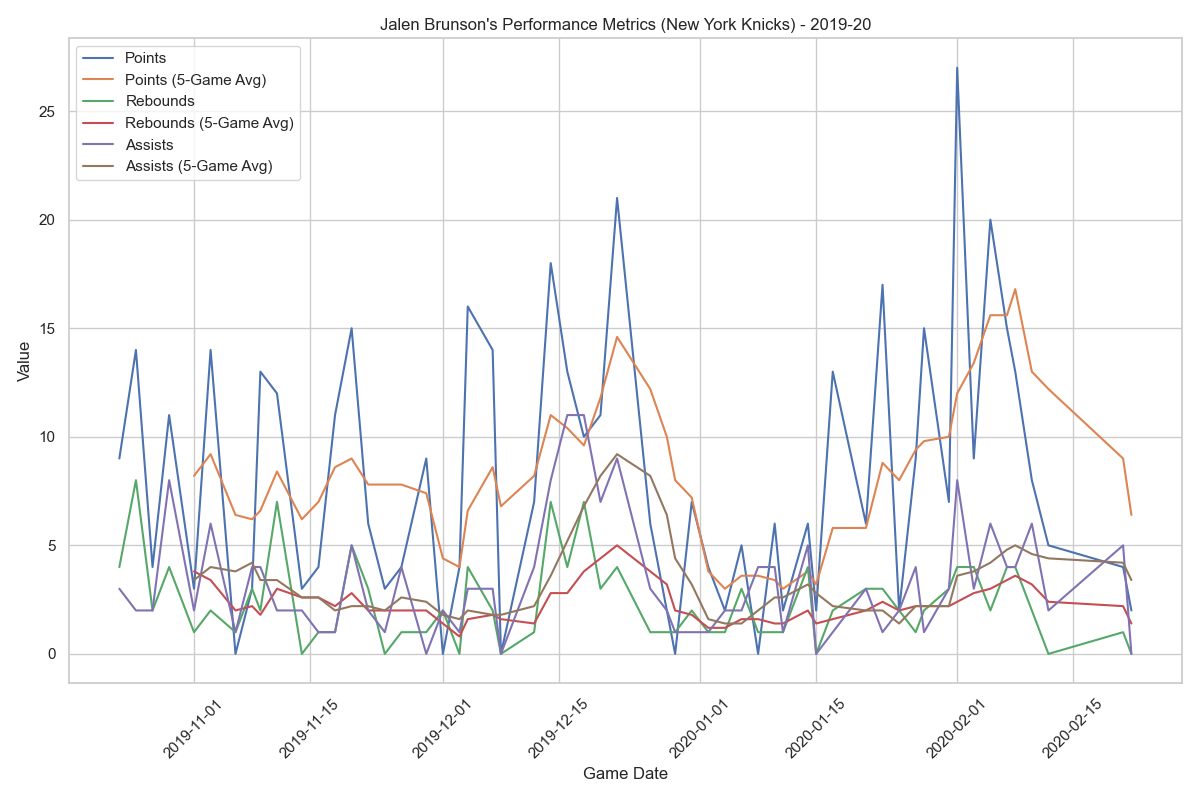 Jalen Brunson's Performance Metrics (New York Knicks) - 2019-20
Points
Points (5-Game Avg)
Rebounds
Rebounds (5-Game Avg)
Assists
Assists (5-Game Avg)
25
20
15
10
5
0
Value
2019-11-01
2019-11-15
2019-12-01
2019-12-15
2020-01-01
2020-01-15
2020-02-01
2020-02-15
Game Date